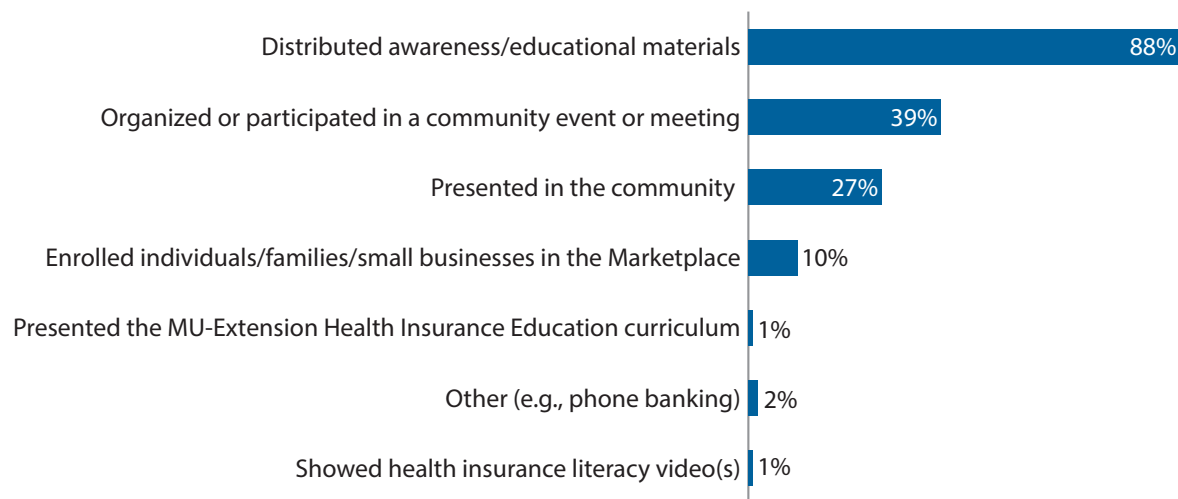 Distributed awareness/educational materials 88%
Organized or participated in a community event or meeting 39%
Presented in the community 27%
Enrolled individuals/families/small businesses in the Marketplace 10%
Presented the MU-Extension Health Insurance Education curriculum 1%
Other (e.g., phone banking) 2%
Showed health insurance literacy video(s) 1%